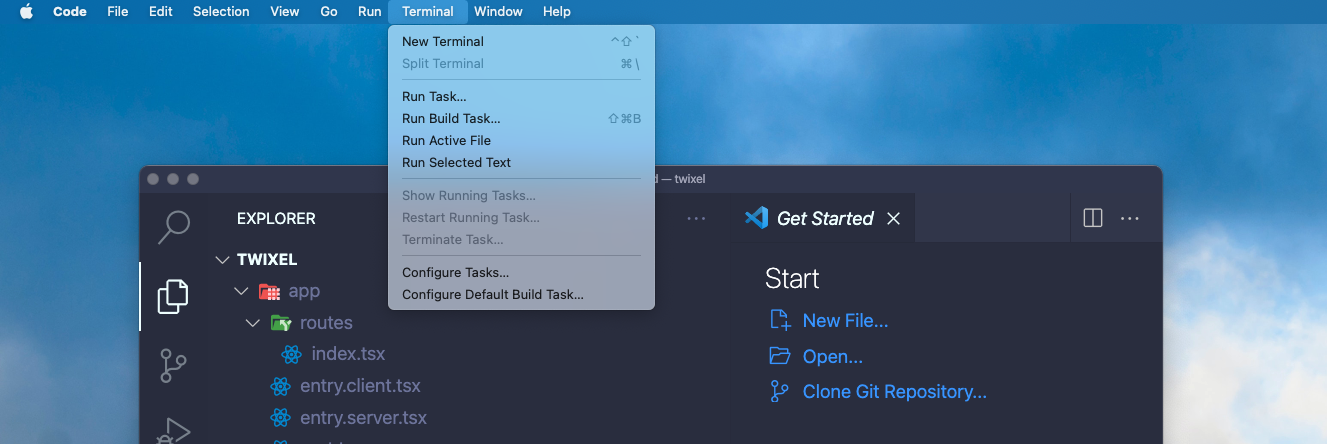 Code File Edit Selection View Go Run Terminal Window Help
New Terminal ⌃⇧`
Split Terminal ⌘\
Run Task...
Run Build Task... ⇧⌘B
Run Active File
Run Selected Text
Show Running Tasks...
Restart Running Task...
Terminate Task...
Configure Tasks...
Configure Default Build Task...
— twixel
EXPLORER
TWIXEL
app
routes
index.tsx
entry.client.tsx
entry.server.tsx
Get Started
Start
New File...
Open...
Clone Git Repository...